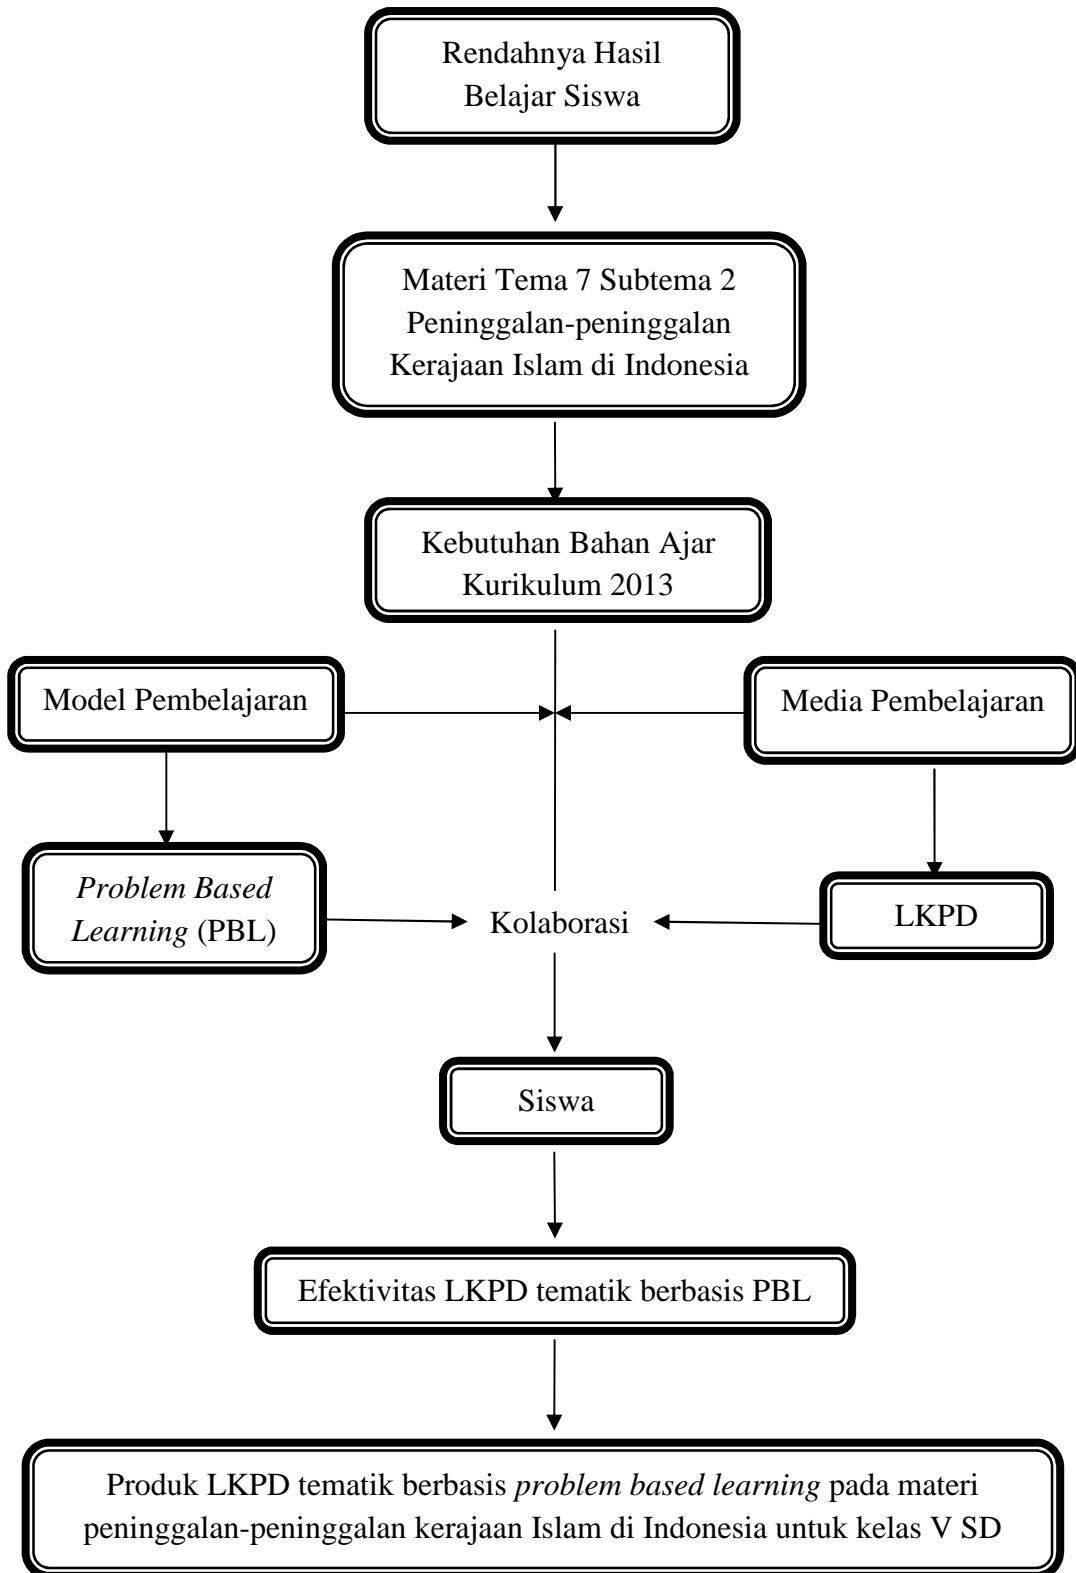 Rendahnya Hasil
Belajar Siswa
Materi Tema 7 Subtema 2
Peninggalan-peninggalan
Kerajaan Islam di Indonesia
Kebutuhan Bahan Ajar
Kurikulum 2013
Model Pembelajaran
Media Pembelajaran
Problem Based
Learning (PBL)
Kolaborasi
LKPD
Siswa
Efektivitas LKPD tematik berbasis PBL
Produk LKPD tematik berbasis problem based learning pada materi
peninggalan-peninggalan kerajaan Islam di Indonesia untuk kelas V SD